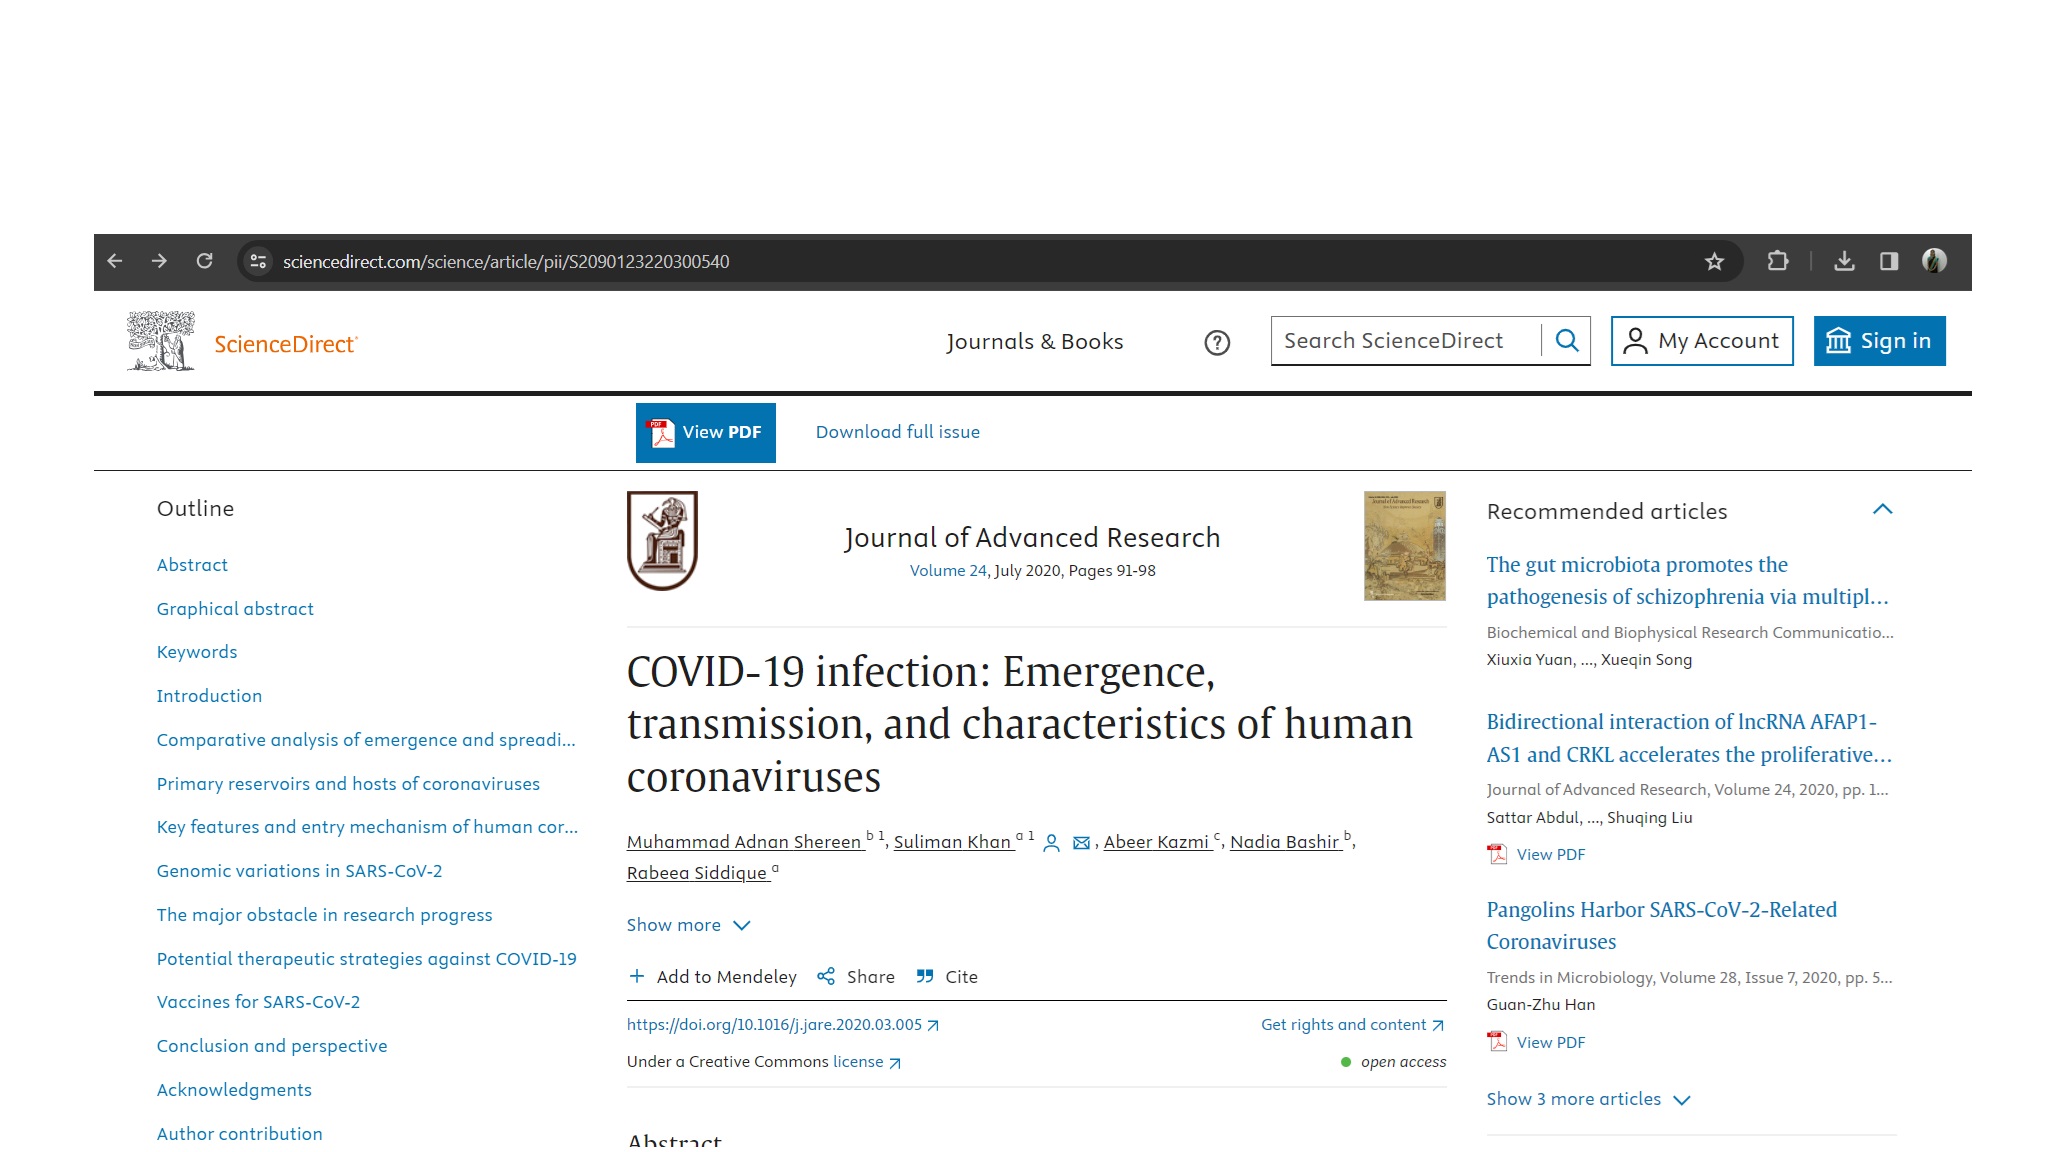 sciencedirect.com/science/article/pii/S2090123220300540
ScienceDirect
Journals & Books
Search ScienceDirect
My Account
Sign in
View PDF
Download full issue
Outline
Abstract
Graphical abstract
Keywords
Introduction
Comparative analysis of emergence and spreadi...
Primary reservoirs and hosts of coronaviruses
Key features and entry mechanism of human cor...
Genomic variations in SARS-CoV-2
The major obstacle in research progress
Potential therapeutic strategies against COVID-19
Vaccines for SARS-CoV-2
Conclusion and perspective
Acknowledgments
Author contribution
Journal of Advanced Research
Volume 24, July 2020, Pages 91-98
COVID-19 infection: Emergence,
transmission, and characteristics of human
coronaviruses
Muhammad Adnan Shereen b 1, Suliman Khan a 1, Abeer Kazmi c, Nadia Bashir b,
Rabeea Siddique a
Show more
Add to Mendeley Share Cite
https://doi.org/10.1016/j.jare.2020.03.005
Get rights and content
Under a Creative Commons license
open access
Abstract
Recommended articles
The gut microbiota promotes the
pathogenesis of schizophrenia via multipl...
Biochemical and Biophysical Research Communicatio...
Xiuxia Yuan, ..., Xueqin Song
Bidirectional interaction of lncRNA AFAP1-
AS1 and CRKL accelerates the proliferative...
Journal of Advanced Research, Volume 24, 2020, pp. 1...
Sattar Abdul, ..., Shuqing Liu
View PDF
Pangolins Harbor SARS-CoV-2-Related
Coronaviruses
Trends in Microbiology, Volume 28, Issue 7, 2020, pp. 5...
Guan-Zhu Han
View PDF
Show 3 more articles